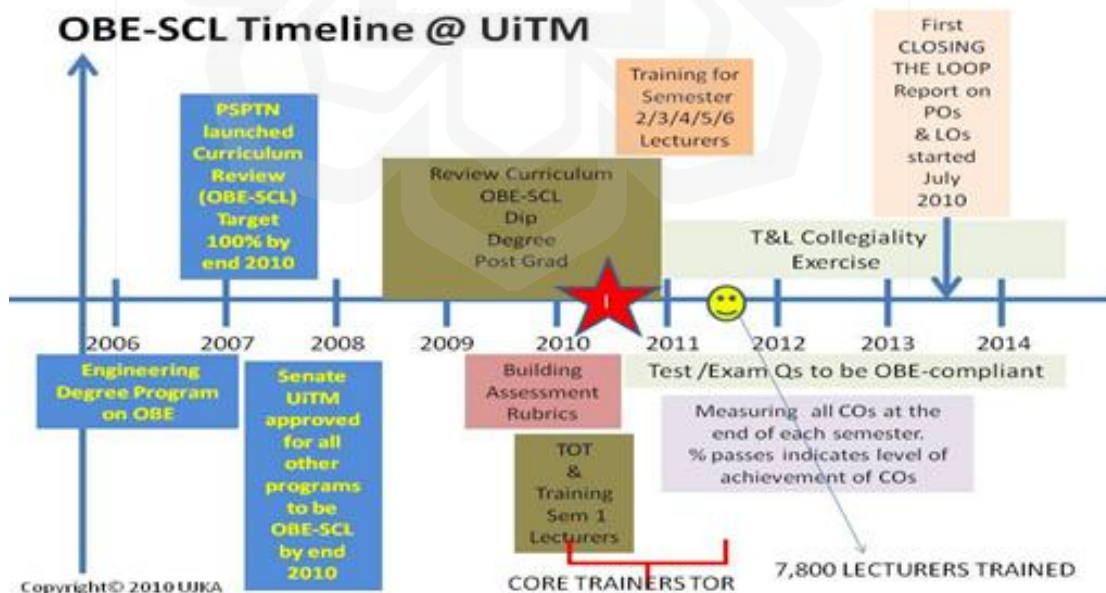 OBE-SCL Timeline @ UiTM
PSPTN
launched
Curriculum
Review
(OBE-SCL)
Target
100% by
end 2010
Review Curriculum
OBE-SCL
Dip
Degree
Post Grad
Training for
Semester
2/3/4/5/6
Lecturers
First
CLOSING
THE LOOP
Report on
POs
& LOs
started
July
2010
T&L Collegiality
Exercise
I
2006 2007 2008 2009 2010 2011 2012 2013 2014
Engineering
Degree Program
on OBE
Senate
UiTM
approved
for all
other
programs
to be
OBE-SCL
by end
2010
Building
Assessment
Rubrics
TOT
&
Training
Sem 1
Lecturers
Test /Exam Qs to be OBE-compliant
Measuring all COs at the
end of each semester.
% passes indicates level of
achievement of COs
CORE TRAINERS TOR
7,800 LECTURERS TRAINED
Copyright© 2010 UJKA